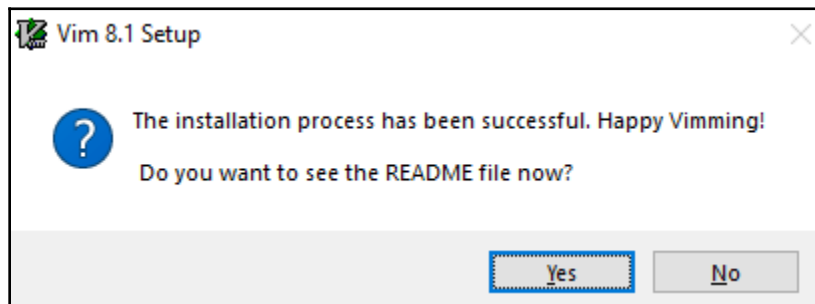 Vim 8.1 Setup
The installation process has been successful. Happy Vimming!
Do you want to see the README file now?
Yes
No